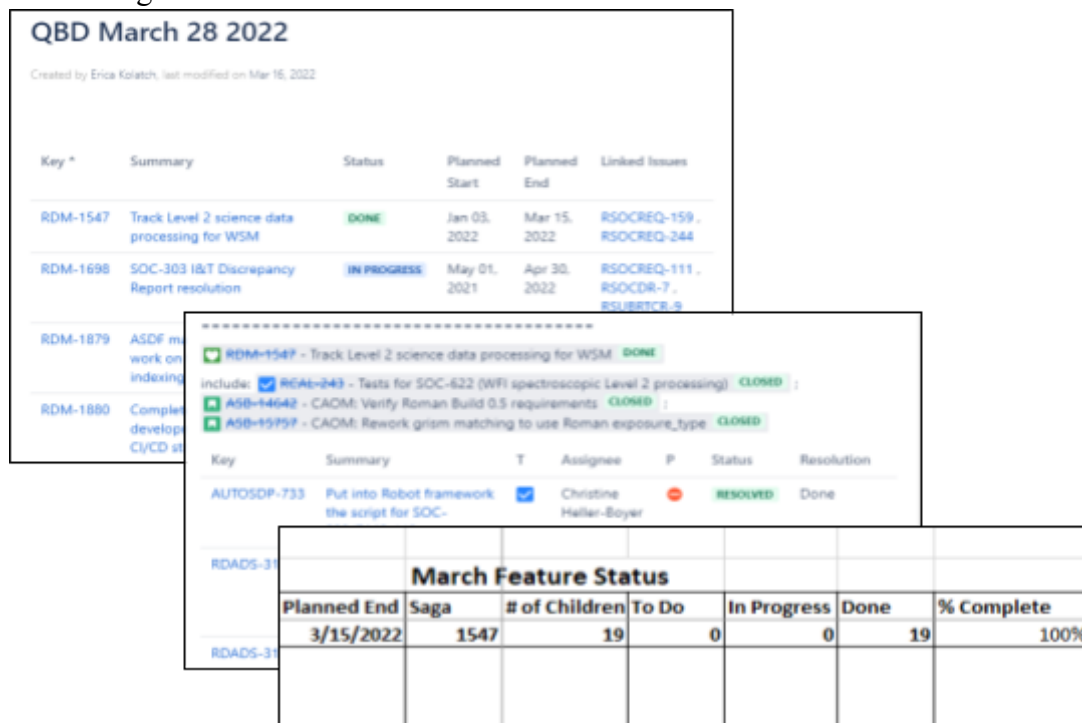 QBD March 28 2022
Created by Erica Kolatch, last modified on Mar 16, 2022
Key Summary Status Planned Start Planned End Linked Issues
RDM-1547 Track Level 2 science data DONE Jan 03, Mar 15, RSOCREQ-159 ,
processing for WSM 2022 2022 RSOCREQ-244
RDM-1698 SOC-303 I&T Discrepancy IN PROGRESS May 01, Apr 30, RSOCREQ-111 ,
Report resolution 2021 2022 RSOCDR-7 ,
RSUBRTCR-9
RDM-1879 ASDF
work on
indexing
RDM-1880
CI/CD
========================================
RDM-1547 - Track Level 2 science data processing for WSM DONE
include: RCAL-243 - Tests for SOC-622 (WFI spectroscopic Level 2 processing) CLOSED ;
ASB-14642 - CAOM: Verify Roman Build 0.5 requirements CLOSED ;
ASB-15757 - CAOM: Rework grism matching to use Roman exposure_type CLOSED
Key Summary T Assignee P Status Resolution
AUTOSDP-733 Put into Robot framework Christine RESOLVED Done
the script for SOC- Heller-Boyer
RDADS-31
RDADS-31
March Feature Status
Planned End Saga # of Children To Do In Progress Done % Complete
3/15/2022 1547 19 0 0 19 100%